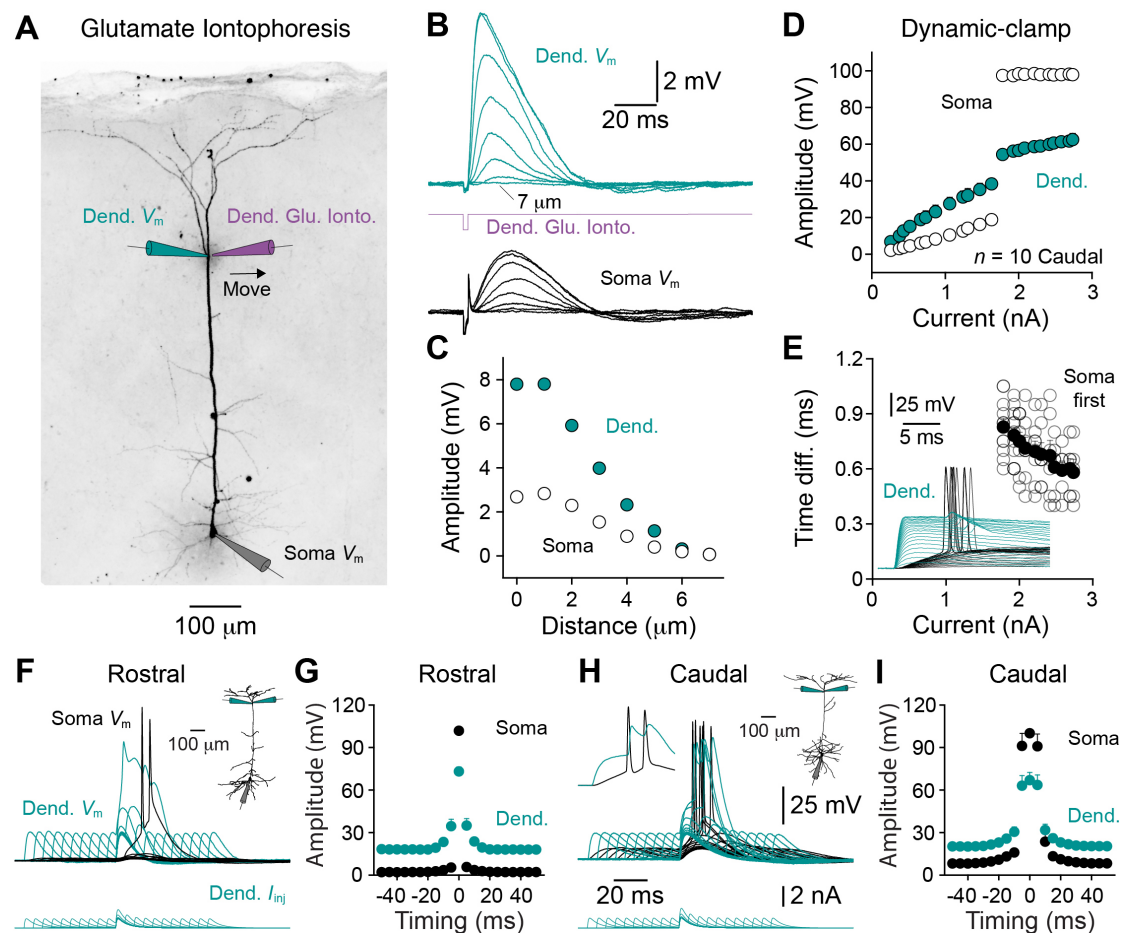 A
Glutamate Iontophoresis
Dend. Vm
Dend. Glu. Ionto.
Move
Soma Vm
100 μm
B
Dend. Vm
2 mV
20 ms
7 μm
Dend. Glu. Ionto.
Soma Vm
C
Amplitude (mV)
8
6
4
2
0
Dend.
Soma
0 2 4 6
Distance (μm)
D
Dynamic-clamp
Amplitude (mV)
100
80
60
40
20
0
Soma
Dend.
n = 10 Caudal
0 1 2 3
Current (nA)
E
Time diff. (ms)
1.2
0.9
0.6
0.3
0
Soma
first
25 mV
5 ms
Dend.
0 1 2 3
Current (nA)
F
Rostral
Soma Vm
100 μm
Dend. Vm
Dend. Iinj
G
Rostral
Amplitude (mV)
120
90
60
30
0
Soma
Dend.
-40 -20 0 20 40
Timing (ms)
H
Caudal
100 μm
25 mV
20 ms
2 nA
I
Caudal
Amplitude (mV)
120
90
60
30
0
Soma
Dend.
-40 -20 0 20 40
Timing (ms)